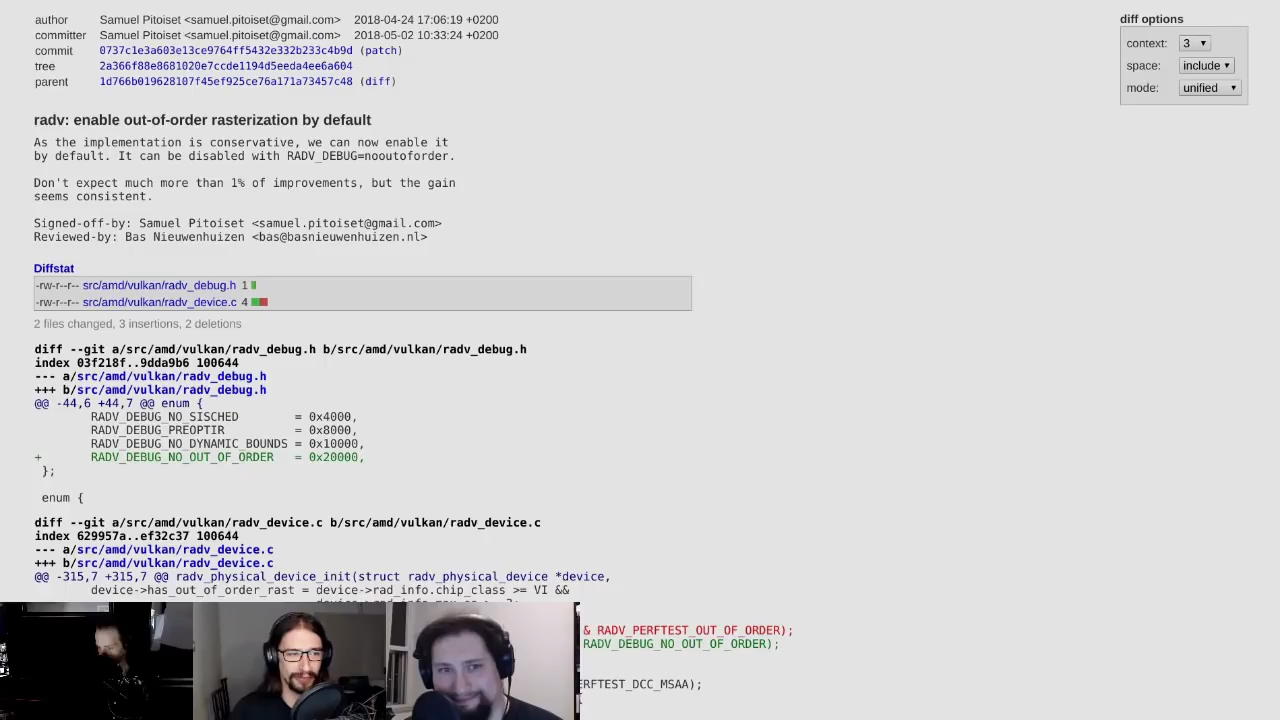 author Samuel Pitoiset <samuel.pitoiset@gmail.com> 2018-04-24 17:06:19 +0200
committer Samuel Pitoiset <samuel.pitoiset@gmail.com> 2018-05-02 10:33:24 +0200
commit 0737c1e3a603e13ce9764ff5432e332b233c4b9d (patch)
tree 2a366f88e8681020e7ccde1194d5eeda4ee6a604
parent 1d766b019628107f45ef925ce76a171a73457c48 (diff)
diff options
context: 3
space: include
mode: unified
radv: enable out-of-order rasterization by default
As the implementation is conservative, we can now enable it
by default. It can be disabled with RADV_DEBUG=nooutoforder.
Don't expect much more than 1% of improvements, but the gain
seems consistent.
Signed-off-by: Samuel Pitoiset <samuel.pitoiset@gmail.com>
Reviewed-by: Bas Nieuwenhuizen <bas@basnieuwenhuizen.nl>
Diffstat
-rw-r--r-- src/amd/vulkan/radv_debug.h 1
-rw-r--r-- src/amd/vulkan/radv_device.c 4
2 files changed, 3 insertions, 2 deletions
diff --git a/src/amd/vulkan/radv_debug.h b/src/amd/vulkan/radv_debug.h
index 03f218f..9dda9b6 100644
--- a/src/amd/vulkan/radv_debug.h
+++ b/src/amd/vulkan/radv_debug.h
@@ -44,6 +44,7 @@ enum {
RADV_DEBUG_NO_SISCHED = 0x4000,
RADV_DEBUG_PREOPTIR = 0x8000,
RADV_DEBUG_NO_DYNAMIC_BOUNDS = 0x10000,
+ RADV_DEBUG_NO_OUT_OF_ORDER = 0x20000,
};
enum {
diff --git a/src/amd/vulkan/radv_device.c b/src/amd/vulkan/radv_device.c
index 629957a..ef32c37 100644
--- a/src/amd/vulkan/radv_device.c
+++ b/src/amd/vulkan/radv_device.c
@@ -315,7 +315,7 @@ radv_physical_device_init(struct radv_physical_device *device,
device->has_out_of_order_rast = device->rad_info.chip_class >= VI &&
& RADV_PERFTEST_OUT_OF_ORDER);
RADV_DEBUG_NO_OUT_OF_ORDER);
RFTEST_DCC_MSAA);